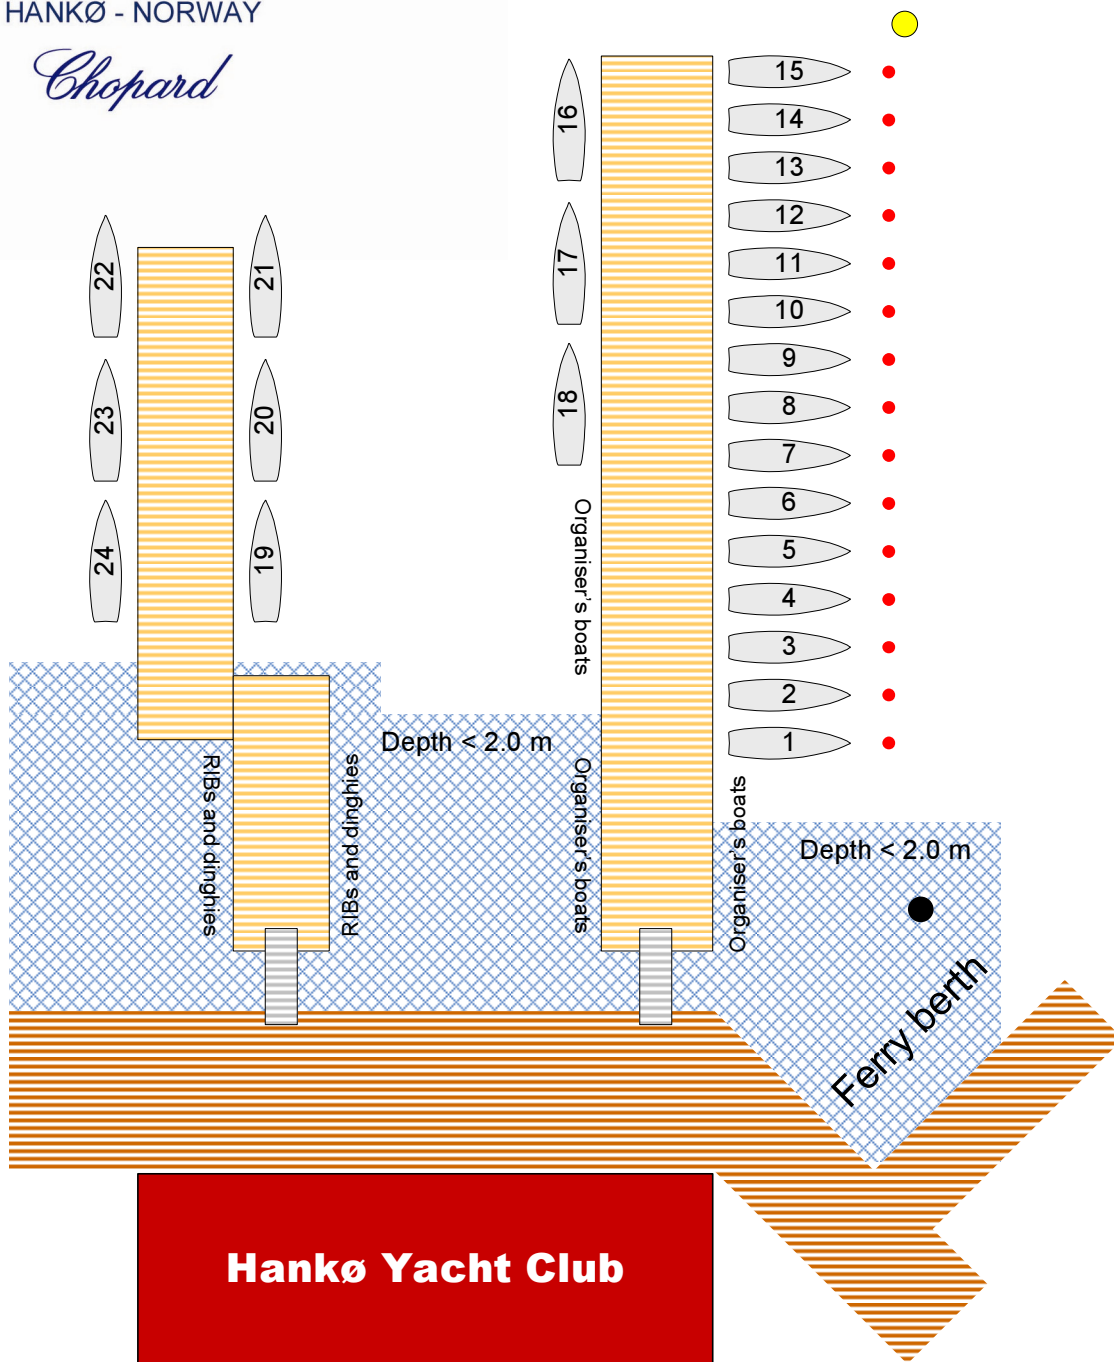 HANKØ - NORWAY
Chopard
15
14
13
12
11
10
9
8
7
6
5
4
3
2
1
16
17
18
22
21
23
20
24
19
Organiser's boats
Depth < 2.0 m
RIBs and dinghies
RIBs and dinghies
Organiser's boats
Organiser's boats
Depth < 2.0 m
Ferry berth
Hankø Yacht Club